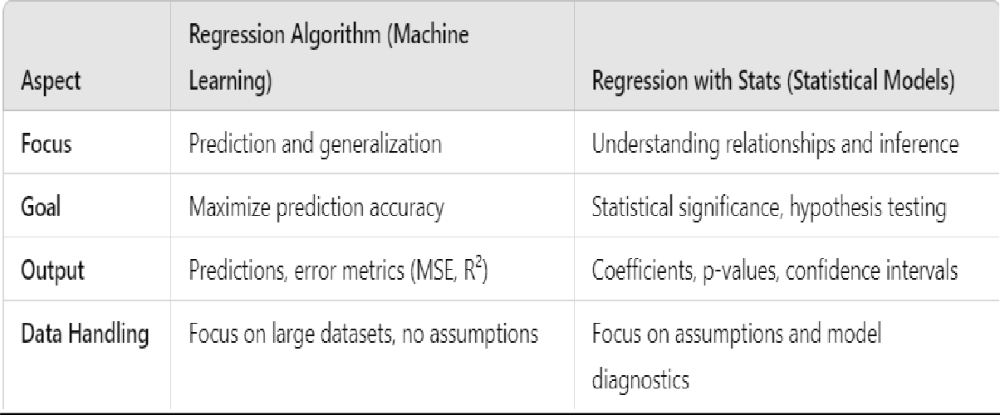 Aspect Regression Algorithm (Machine
Learning) Regression with Stats (Statistical Models)
Focus Prediction and generalization Understanding relationships and inference
Goal Maximize prediction accuracy Statistical significance, hypothesis testing
Output Predictions, error metrics (MSE, R²) Coefficients, p-values, confidence intervals
Data Handling Focus on large datasets, no assumptions Focus on assumptions and model
diagnostics